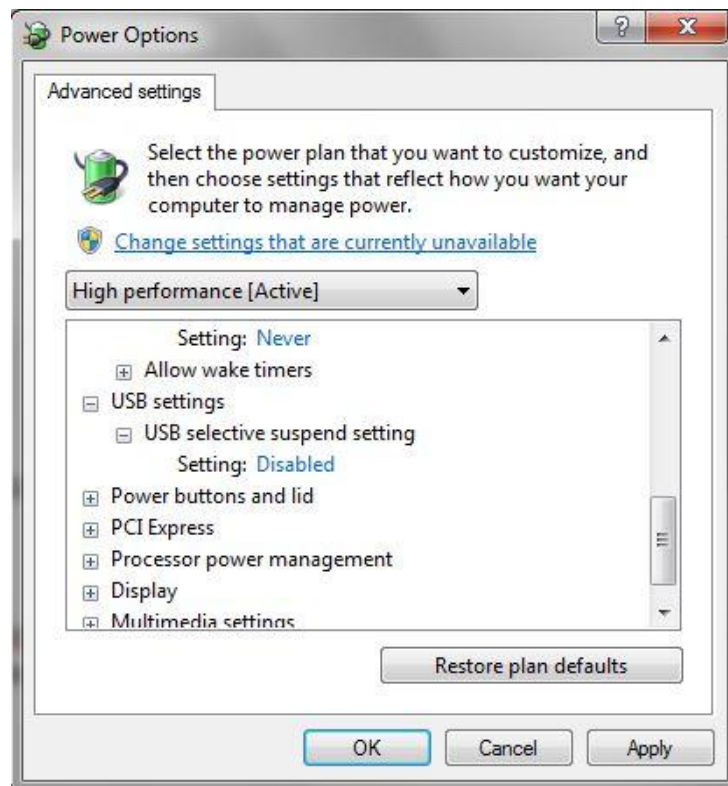 Power Options
Advanced settings
Select the power plan that you want to customize, and
then choose settings that reflect how you want your
computer to manage power.
Change settings that are currently unavailable
High performance [Active]
Setting: Never
Allow wake timers
USB settings
USB selective suspend setting
Setting: Disabled
Power buttons and lid
PCI Express
Processor power management
Display
Multimedia settings
Restore plan defaults
OK Cancel Apply